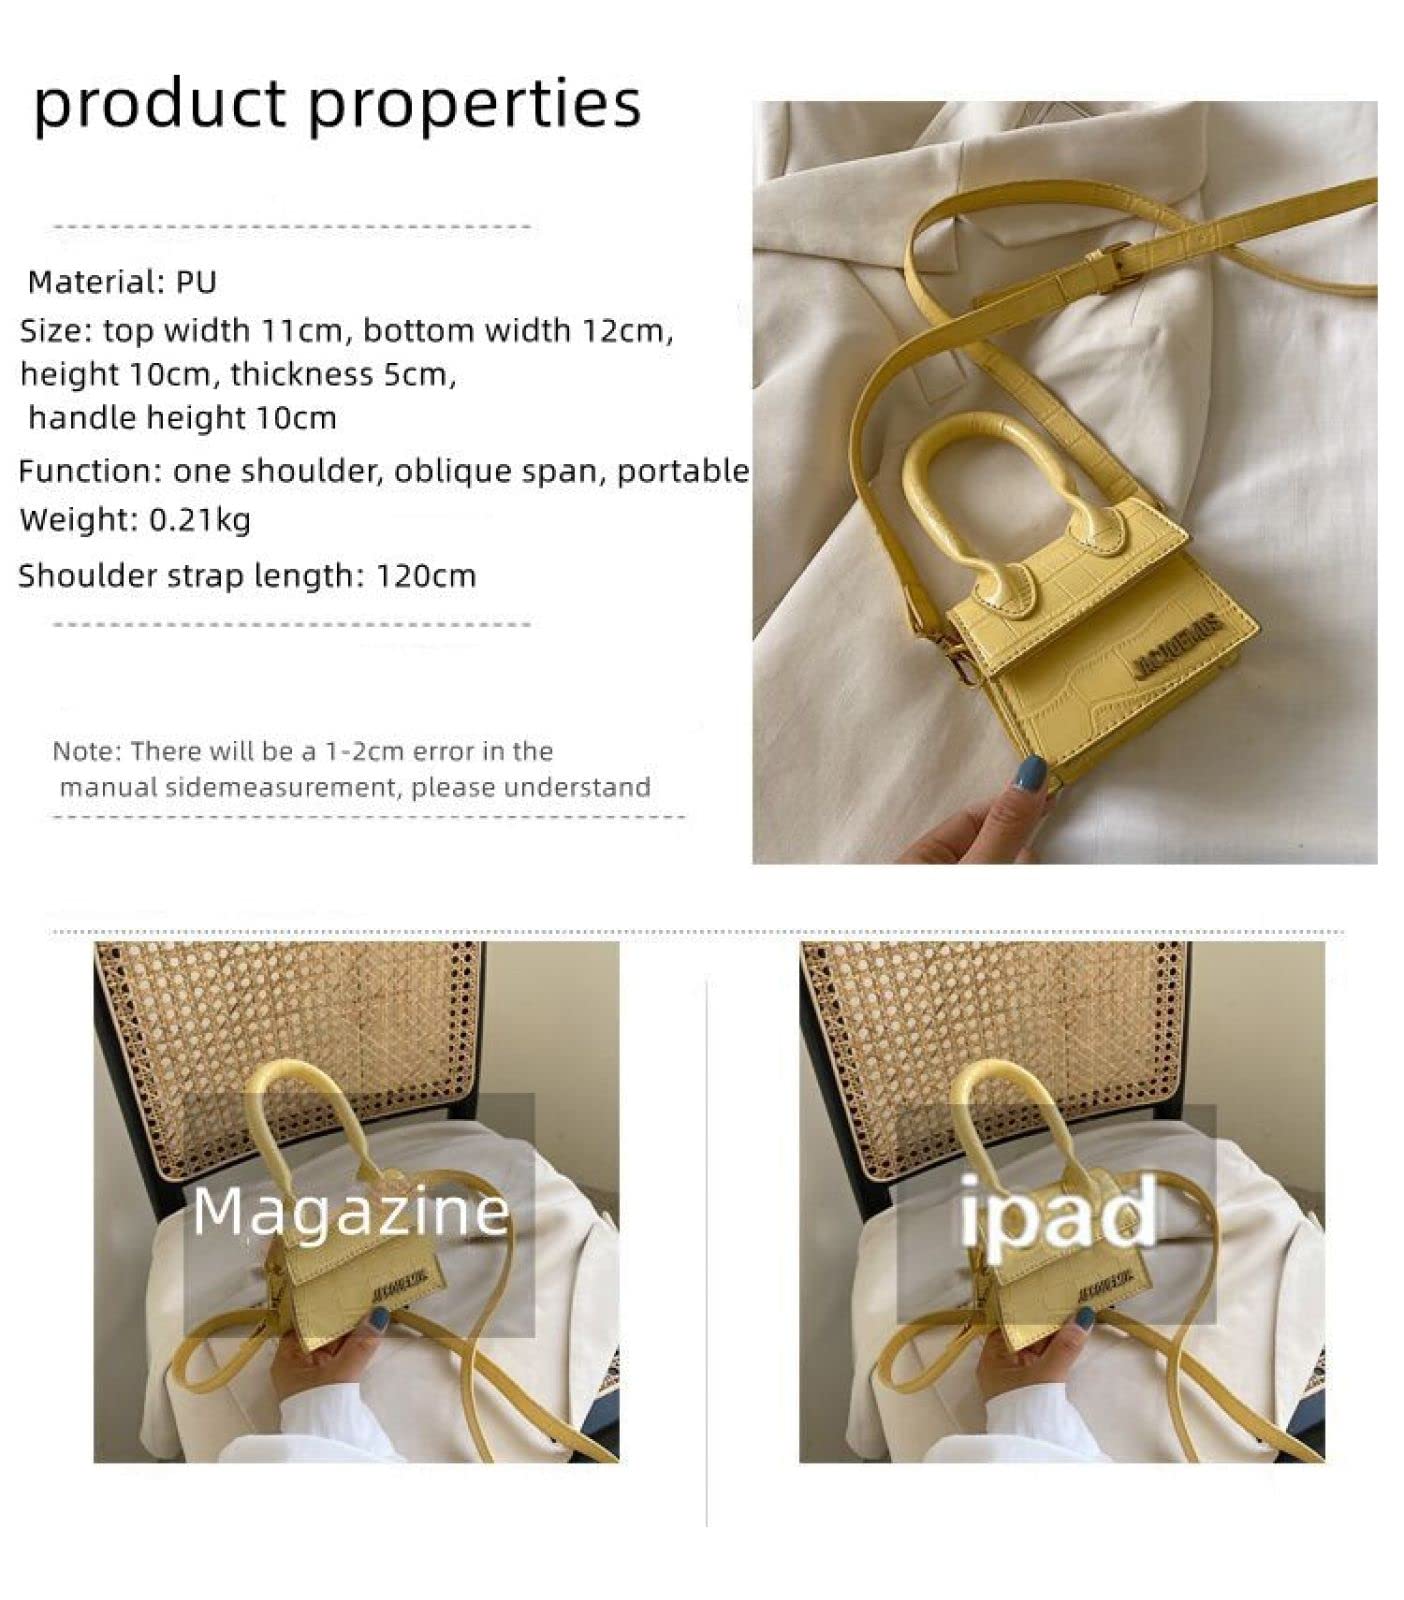 product properties
Material: PU
Size: top width 11cm, bottom width 12cm,
height 10cm, thickness 5cm,
handle height 10cm
Function: one shoulder, oblique span, portable
Weight: 0.21kg
Shoulder strap length: 120cm
Note: There will be a 1-2cm error in the
manual sidemeasurement, please understand
JACQUEMUS
Magazine
JACQUEMUS
ipad
JACQUEMUS